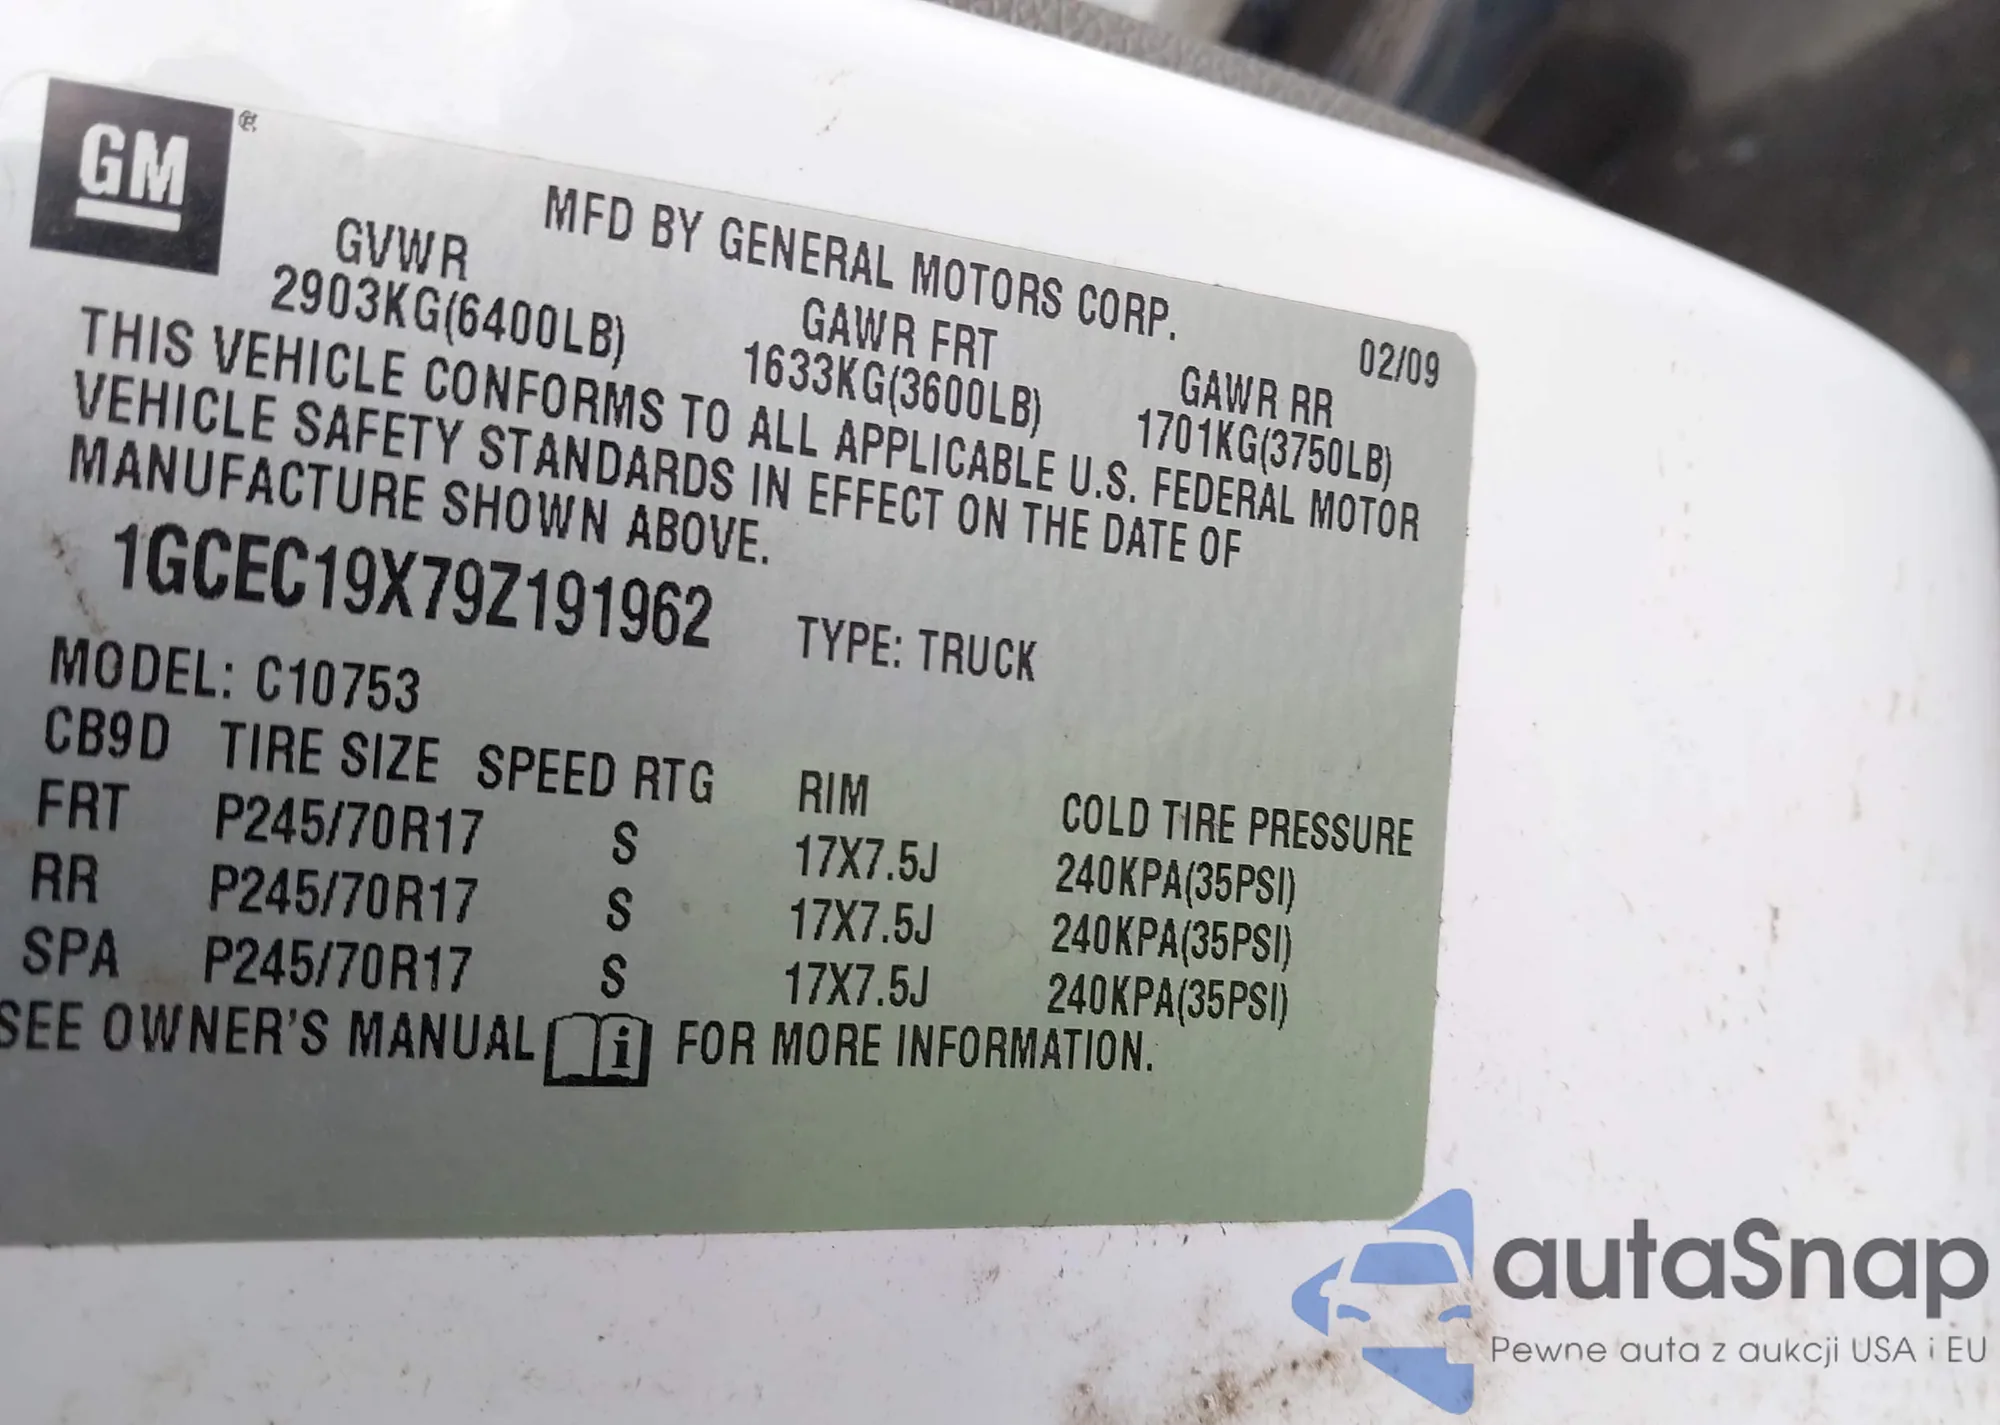 GM
MFD BY GENERAL MOTORS CORP.
02/09
GVWR GAWR FRT GAWR RR
2903KG(6400LB) 1633KG(3600LB) 1701KG(3750LB)
THIS VEHICLE CONFORMS TO ALL APPLICABLE U.S. FEDERAL MOTOR
VEHICLE SAFETY STANDARDS IN EFFECT ON THE DATE OF
MANUFACTURE SHOWN ABOVE.
1GCEC19X79Z191962 TYPE: TRUCK
MODEL: C10753
CB9D TIRE SIZE SPEED RTG RIM COLD TIRE PRESSURE
FRT P245/70R17 S 17X7.5J 240KPA(35PSI)
RR P245/70R17 S 17X7.5J 240KPA(35PSI)
SPA P245/70R17 S 17X7.5J 240KPA(35PSI)
SEE OWNER'S MANUAL i FOR MORE INFORMATION.
autaSnap
Pewne auta z aukcji USA i EU